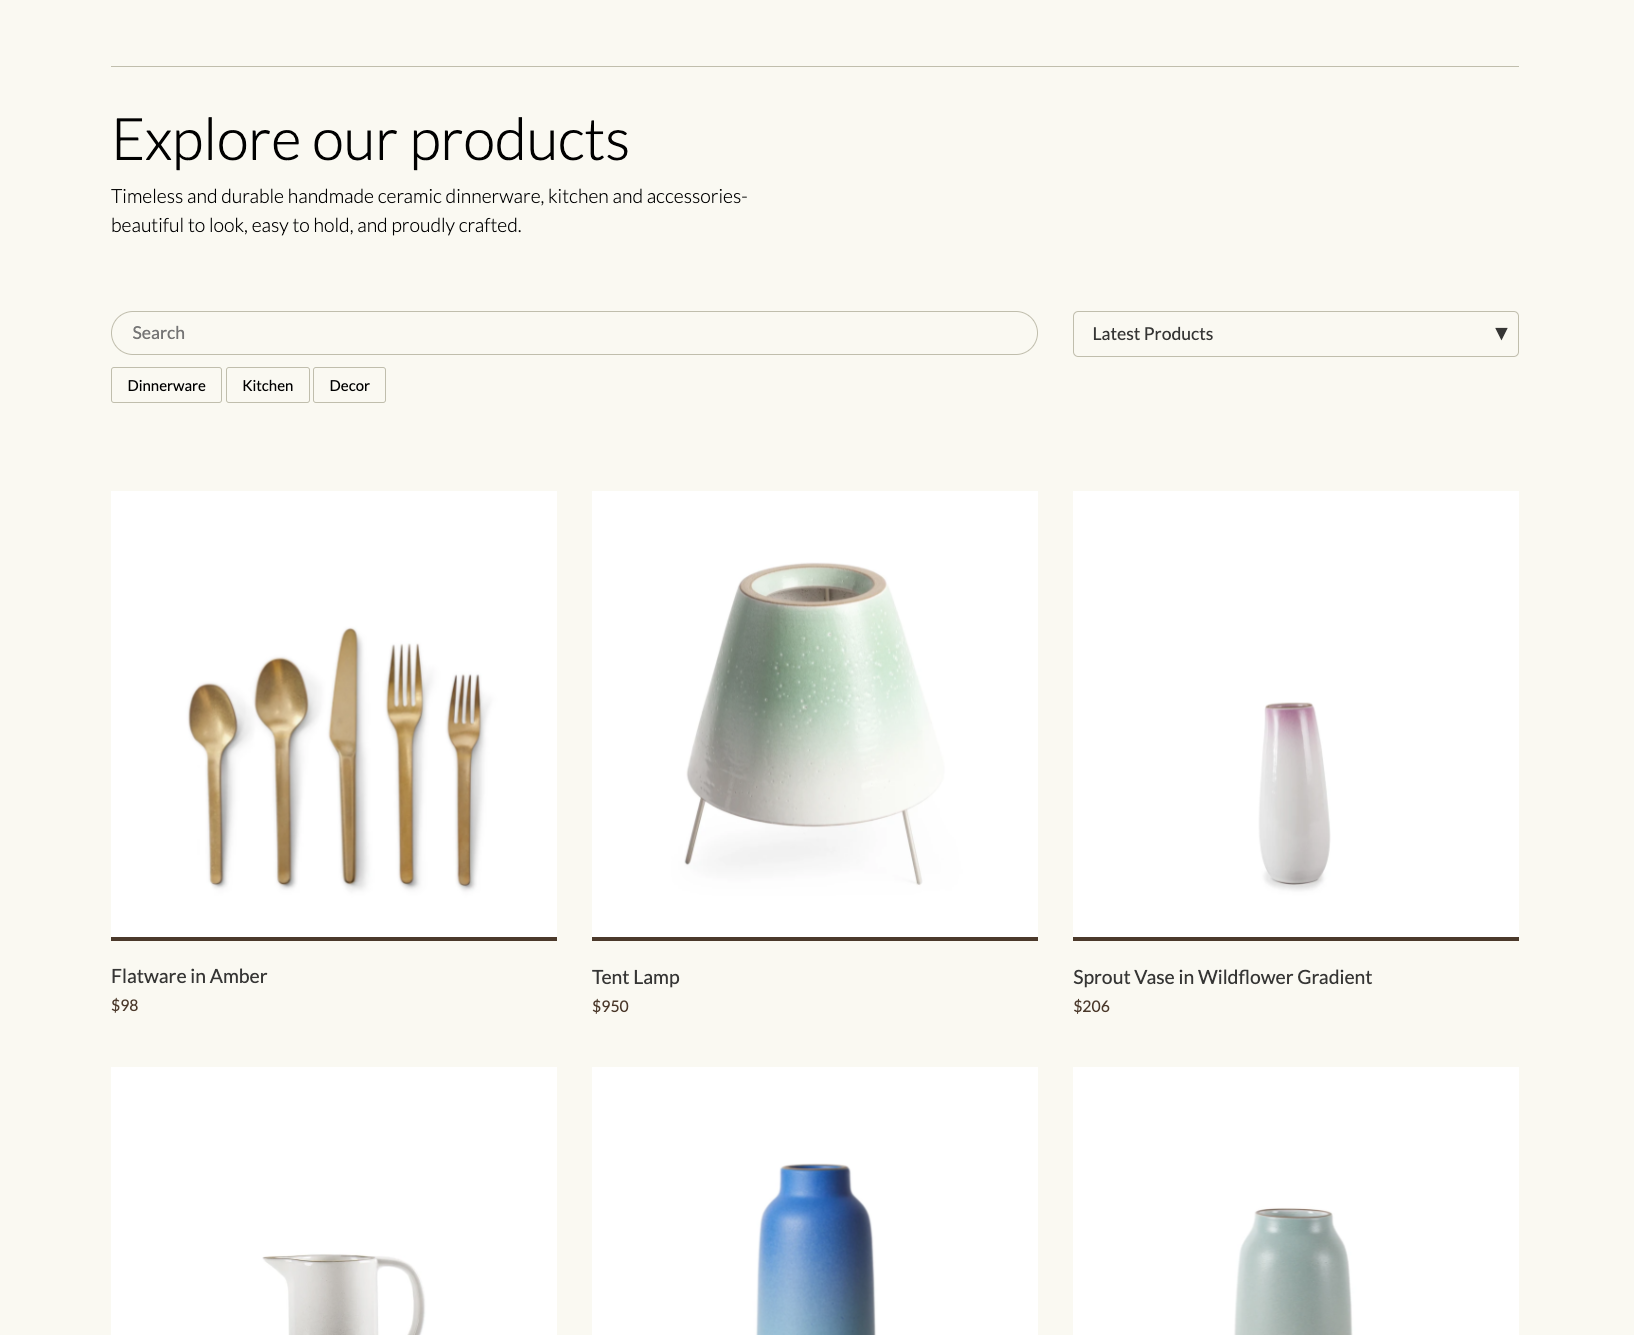 Explore our products
Timeless and durable handmade ceramic dinnerware, kitchen and accessories-
beautiful to look, easy to hold, and proudly crafted.
Search
Latest Products ▼
Dinnerware Kitchen Decor
Flatware in Amber
$98
Tent Lamp
$950
Sprout Vase in Wildflower Gradient
$206